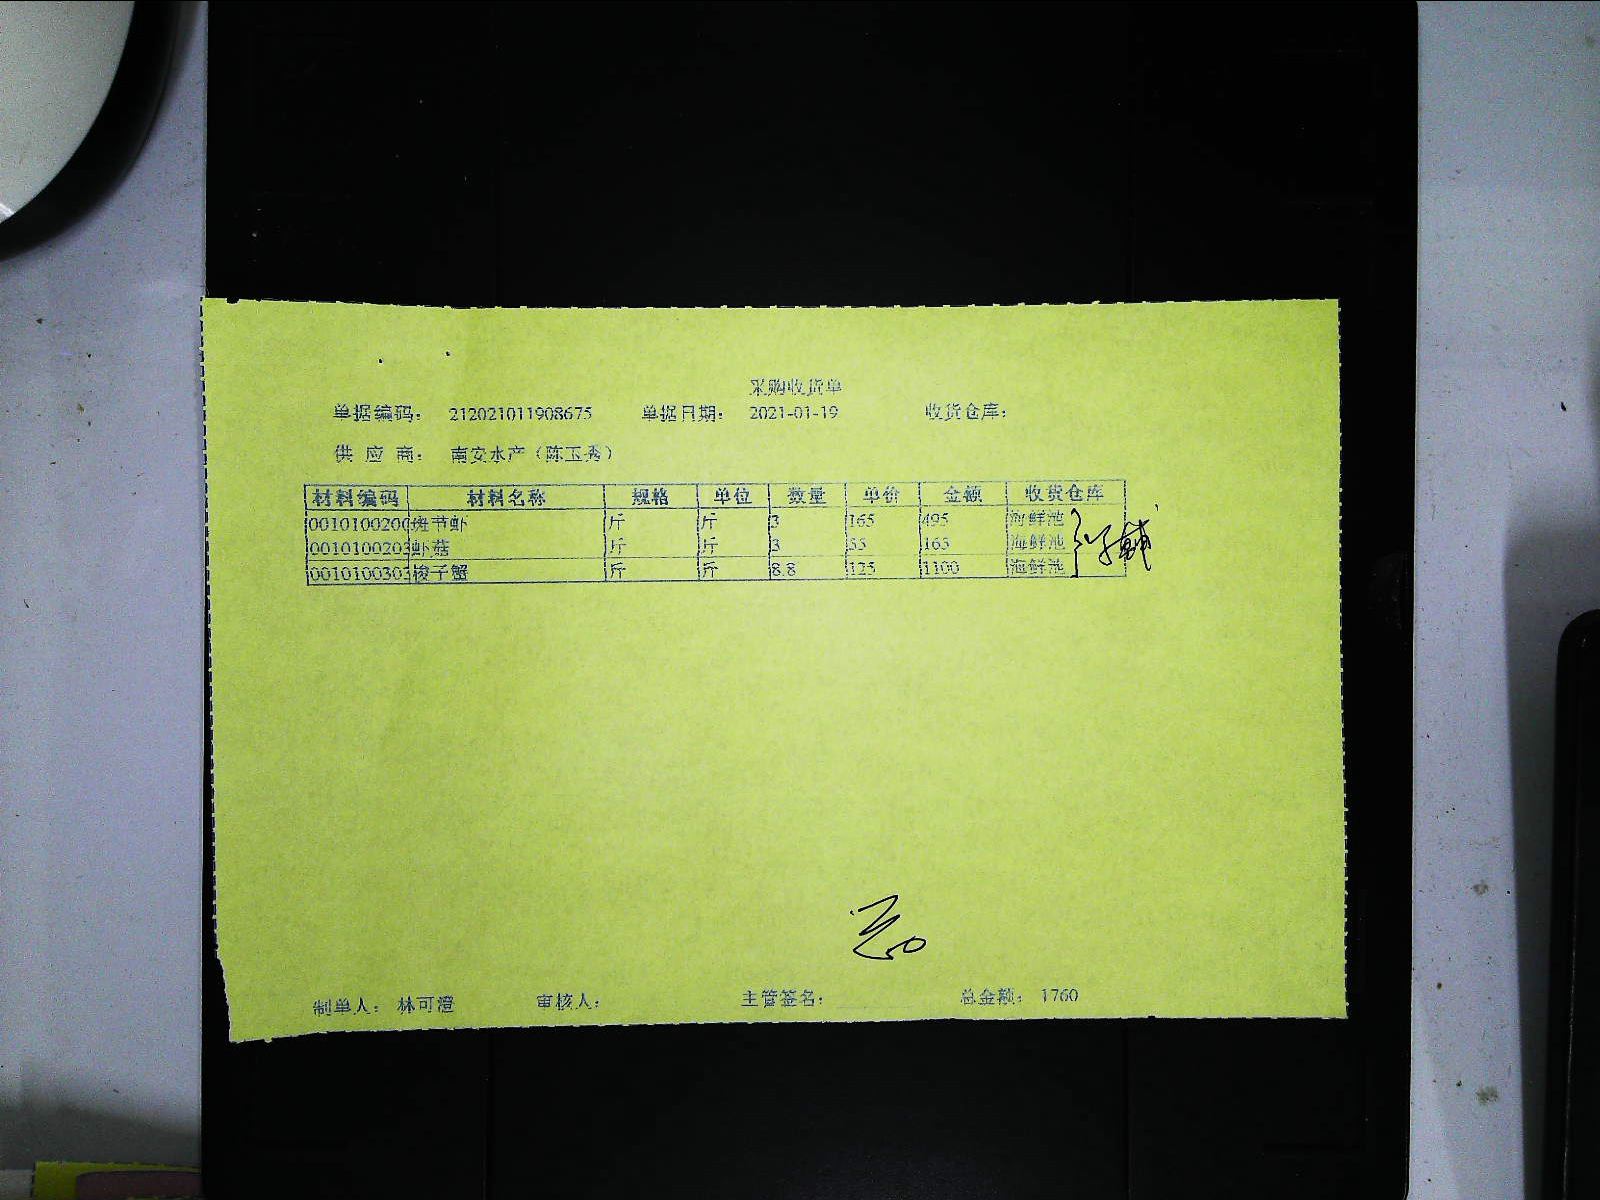 采购收货单
单据编码: 212021011908675 单据日期: 2021-01-19 收货仓库:
供 应 商: 南安水产（陈玉秀）
材料编码 材料名称 规格 单位 数量 单价 金额 收货仓库
0010100200 斑节虾 斤 斤 3 165 495 海鲜池
0010100203 虾菇 斤 斤 3 55 165 海鲜池
001010030 梭子蟹 斤 斤 8.8 125 1100 海鲜池
制单人: 林可澄 审核人: 主管签名: 总金额: 1760